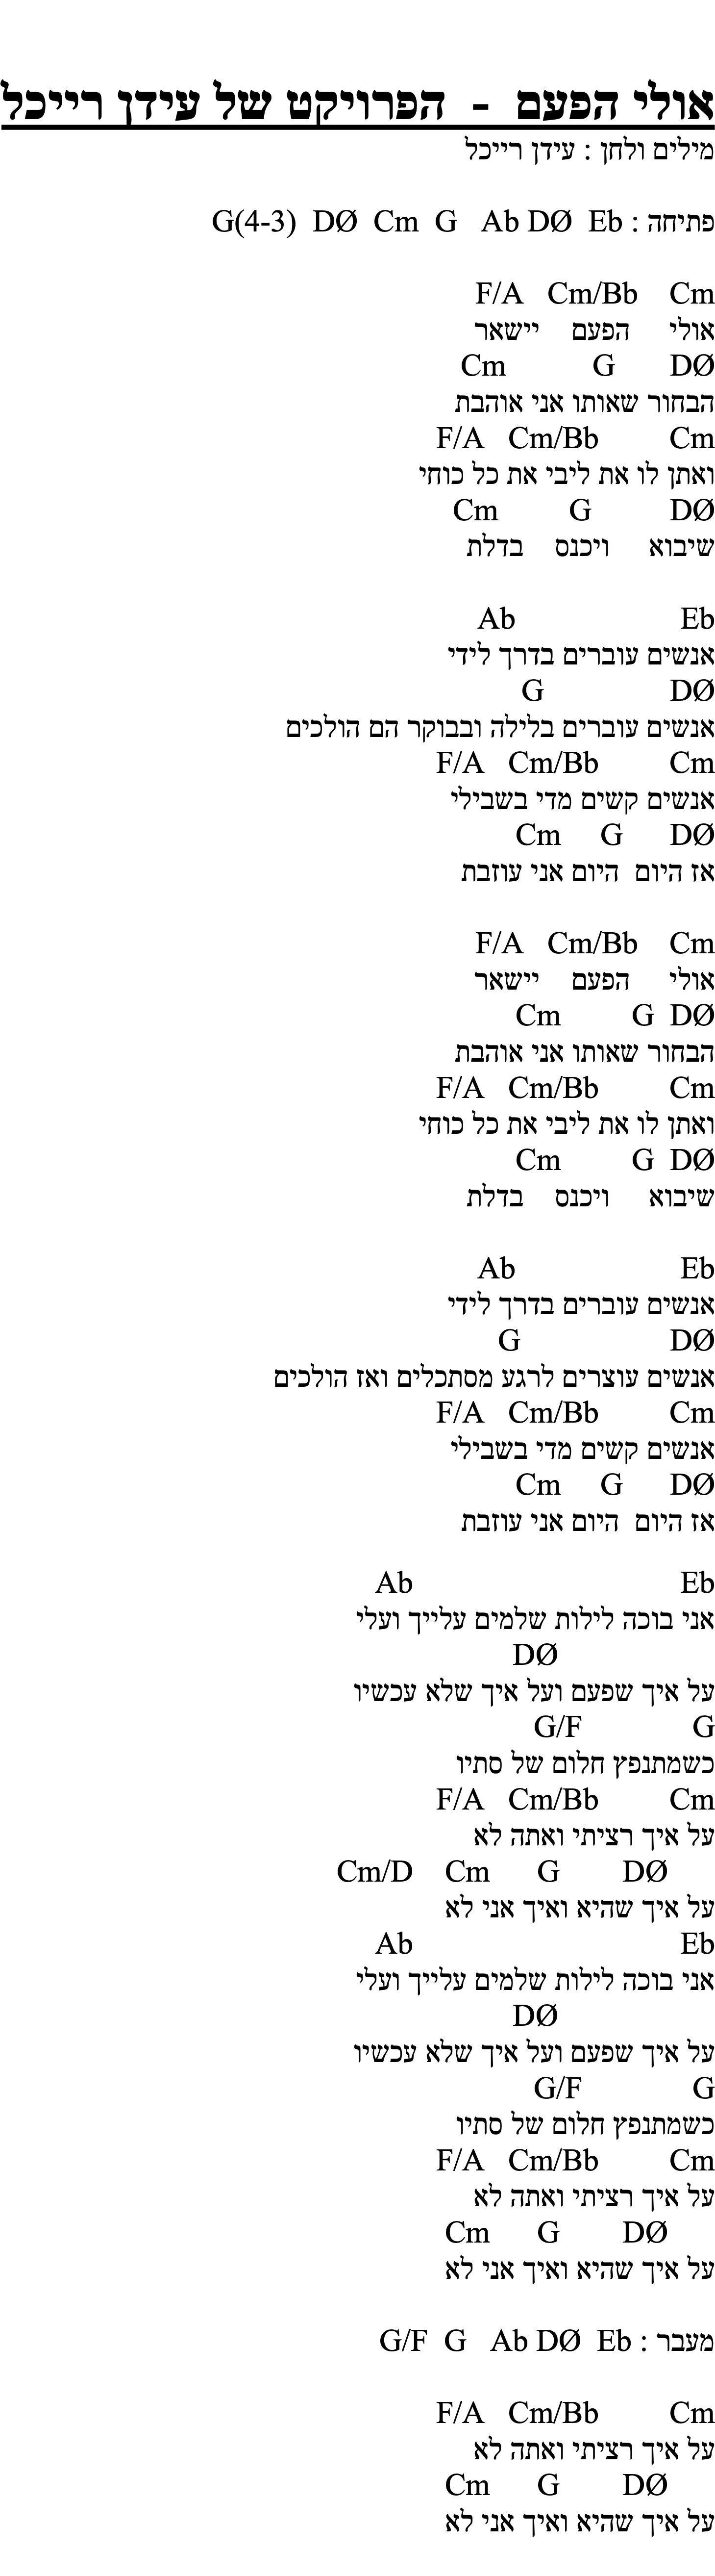 אולי הפעם - הפרויקט של עידן רייכל
מילים ולחן : עידן רייכל
פתיחה : G(4-3) DØ Cm G Ab DØ Eb
F/A Cm/Bb Cm
אולי הפעם יישאר
Cm G DØ
הבחור שאותו אני אוהבת
F/A Cm/Bb Cm
ואתן לו את ליבי את כל כוחי
Cm G DØ
שיבוא ויכנס בדלת
Ab Eb
אנשים עוברים בדרך לידי
G DØ
אנשים עוברים בלילה ובבוקר הם הולכים
F/A Cm/Bb Cm
אנשים קשים מדי בשבילי
Cm G DØ
אז היום היום אני עוזבת
F/A Cm/Bb Cm
אולי הפעם יישאר
Cm G DØ
הבחור שאותו אני אוהבת
F/A Cm/Bb Cm
ואתן לו את ליבי את כל כוחי
Cm G DØ
שיבוא ויכנס בדלת
Ab Eb
אנשים עוברים בדרך לידי
G DØ
אנשים עוצרים לרגע מסתכלים ואז הולכים
F/A Cm/Bb Cm
אנשים קשים מדי בשבילי
Cm G DØ
אז היום היום אני עוזבת
Ab Eb
אני בוכה לילות שלמים עלייך ועלי
DØ
על איך שפעם ועל איך שלא עכשיו
G/F G
כשמתנפץ חלום של סתיו
F/A Cm/Bb Cm
על איך רציתי ואתה לא
Cm/D Cm G DØ
על איך שהיא ואיך אני לא
Ab Eb
אני בוכה לילות שלמים עלייך ועלי
DØ
על איך שפעם ועל איך שלא עכשיו
G/F G
כשמתנפץ חלום של סתיו
F/A Cm/Bb Cm
על איך רציתי ואתה לא
Cm G DØ
על איך שהיא ואיך אני לא
מעבר : G/F G Ab DØ Eb
F/A Cm/Bb Cm
על איך רציתי ואתה לא
Cm G DØ
על איך שהיא ואיך אני לא